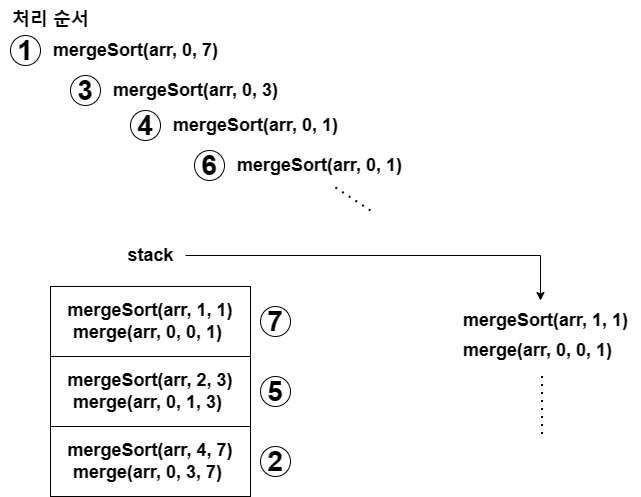 처리 순서
1 mergeSort(arr, 0, 7)
3 mergeSort(arr, 0, 3)
4 mergeSort(arr, 0, 1)
6 mergeSort(arr, 0, 1)
stack
mergeSort(arr, 1, 1)
merge(arr, 0, 0, 1)
7
mergeSort(arr, 2, 3)
merge(arr, 0, 1, 3)
5
mergeSort(arr, 4, 7)
merge(arr, 0, 3, 7)
2
mergeSort(arr, 1, 1)
merge(arr, 0, 0, 1)